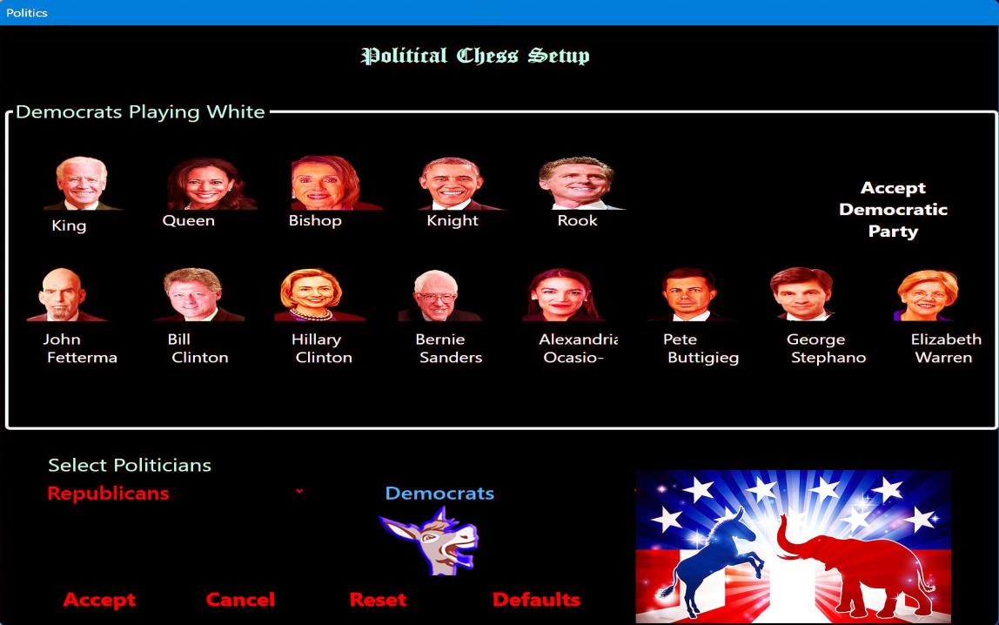 Politics
Political Chess Setup
Democrats Playing White
King
Queen
Bishop
Knight
Rook
Accept
Democratic
Party
John
Fetterma
Bill
Clinton
Hillary
Clinton
Bernie
Sanders
Alexandria
Ocasio-
Pete
Buttigieg
George
Stephano
Elizabeth
Warren
Select Politicians
Republicans
Democrats
Accept
Cancel
Reset
Defaults